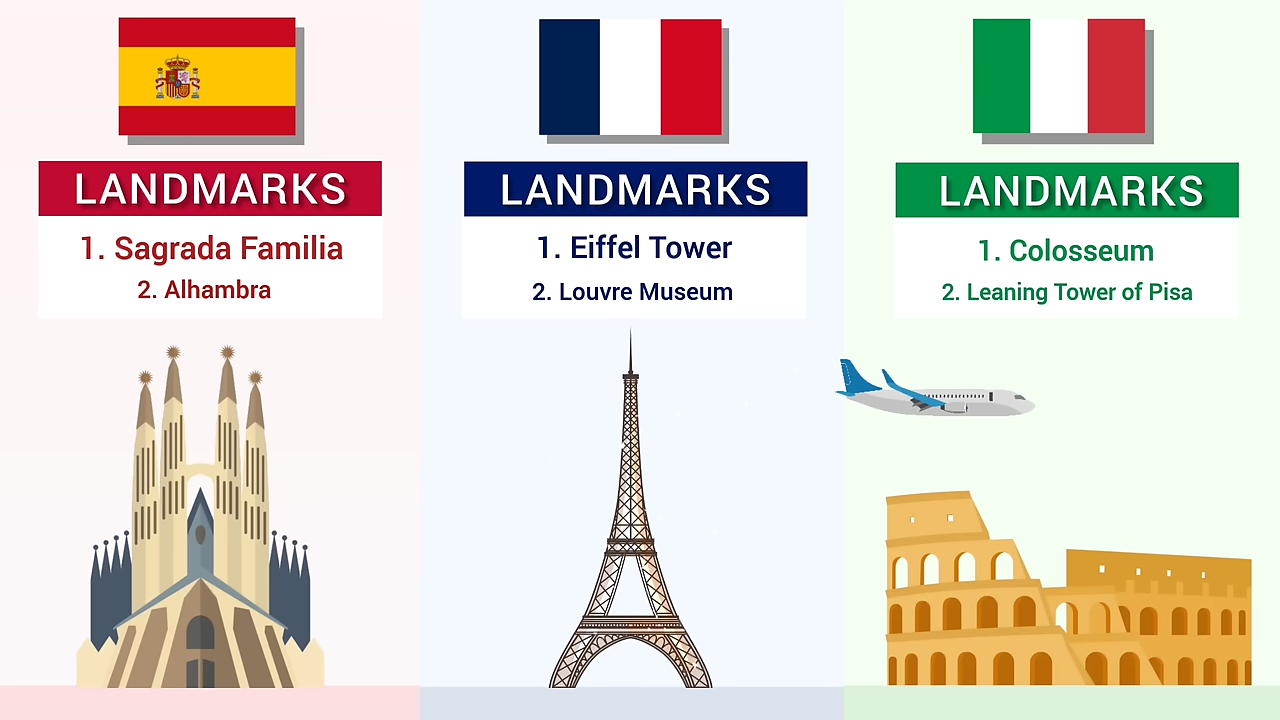 LANDMARKS
1. Sagrada Familia
2. Alhambra
LANDMARKS
1. Eiffel Tower
2. Louvre Museum
LANDMARKS
1. Colosseum
2. Leaning Tower of Pisa